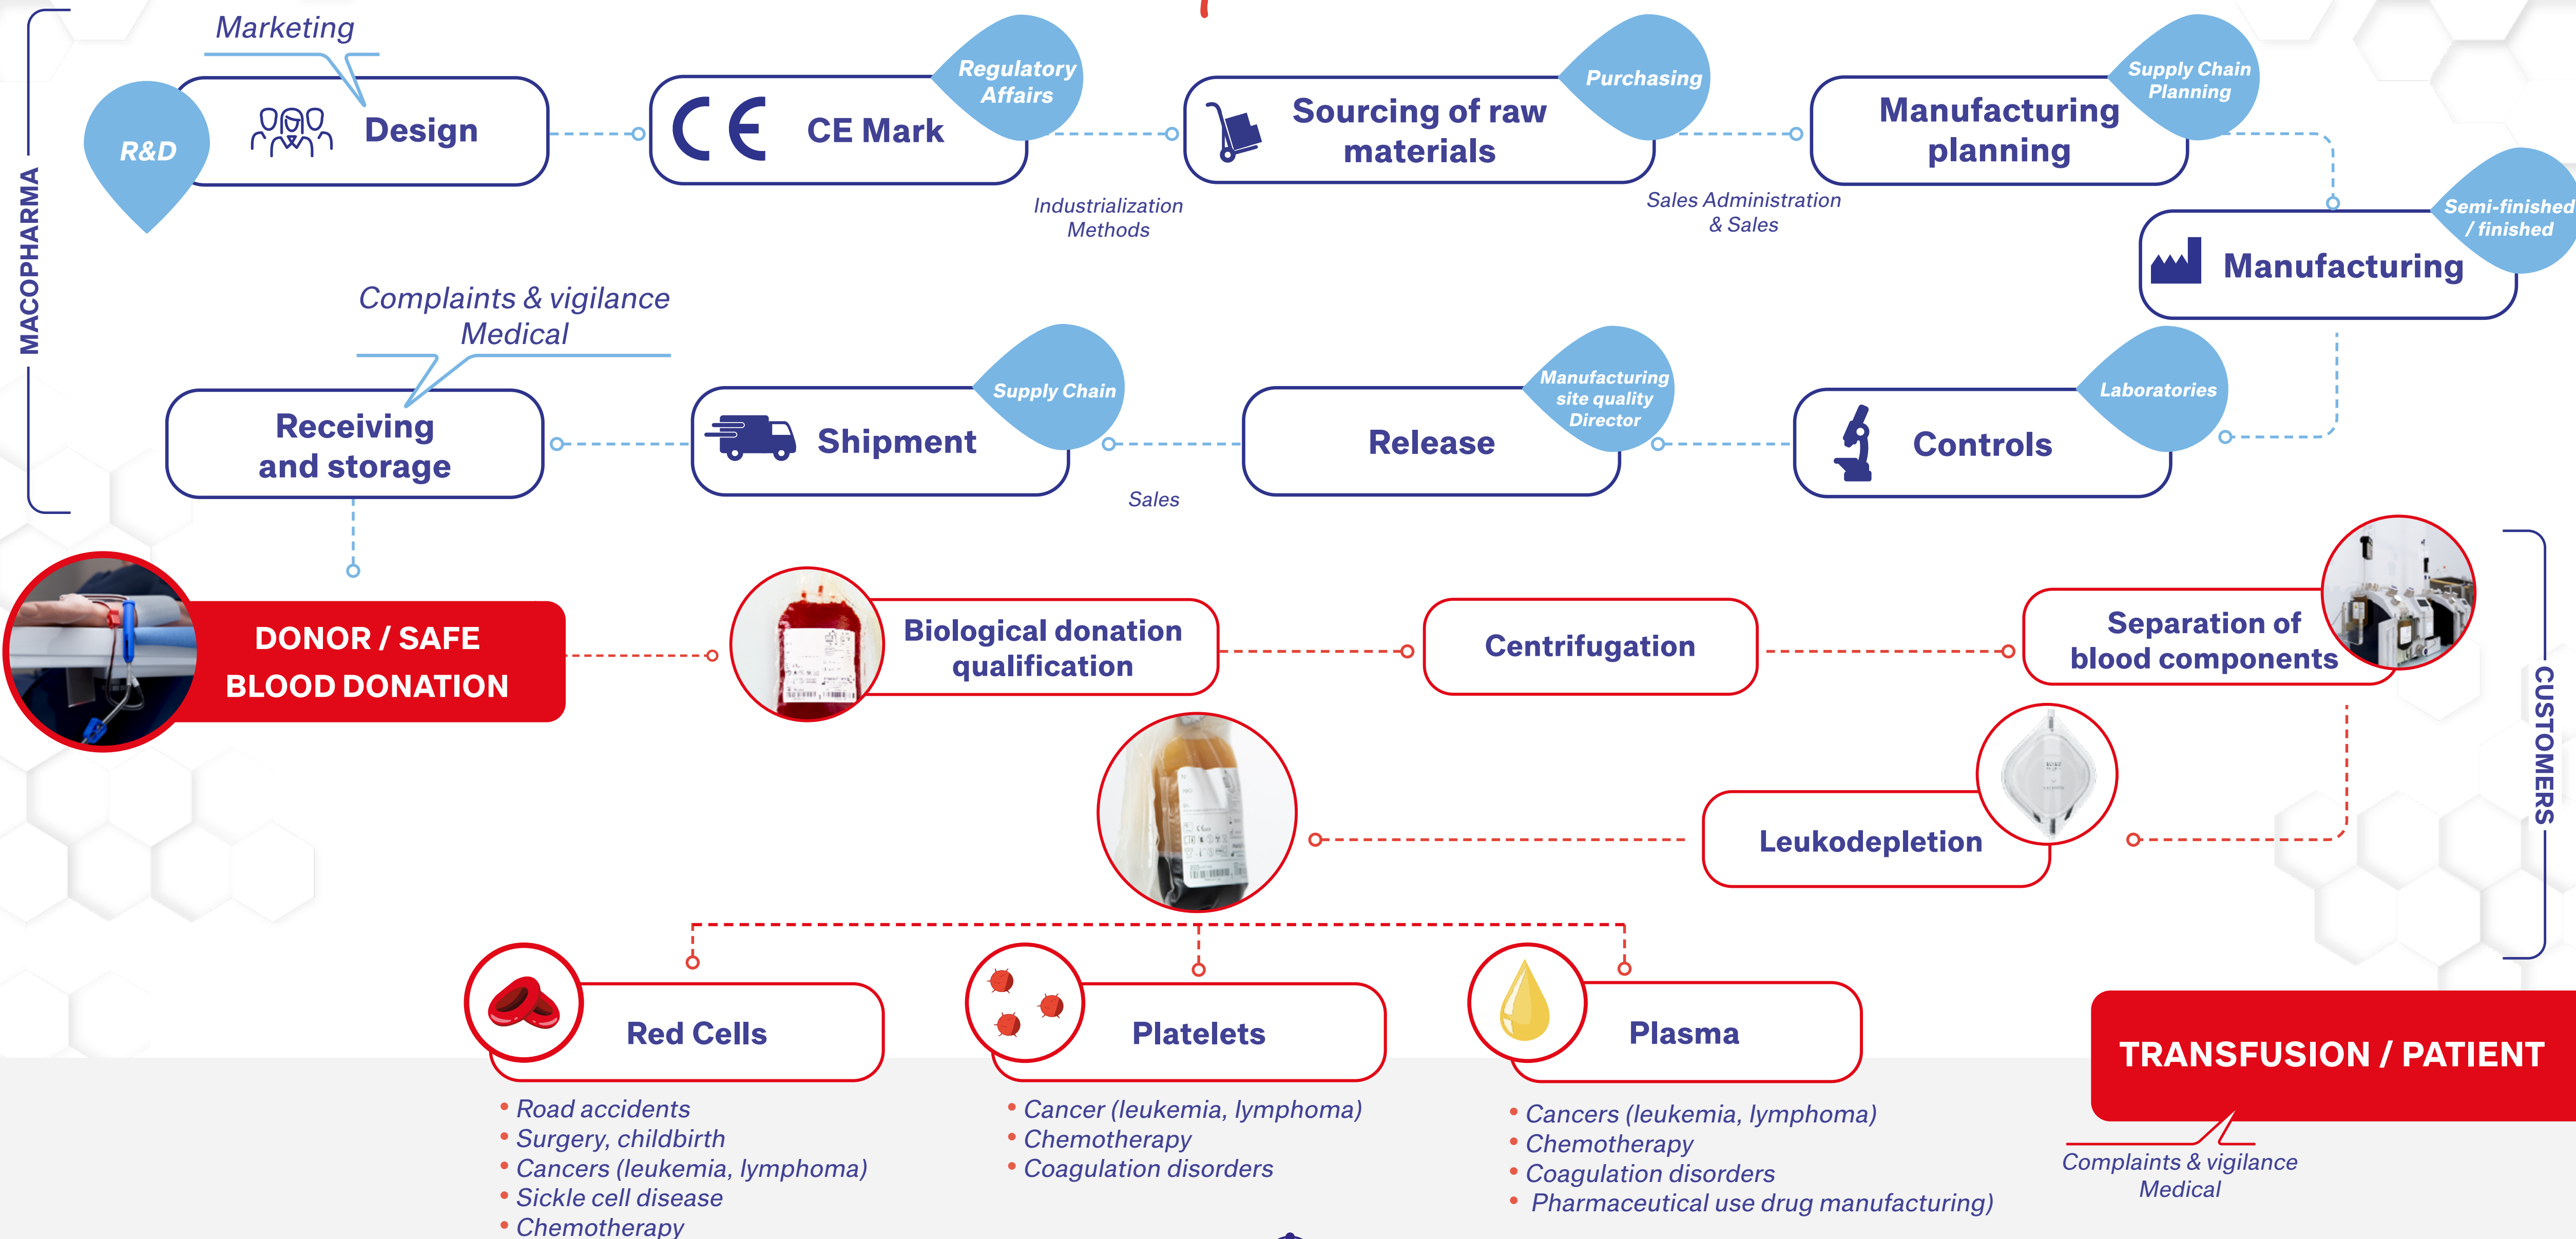 MACOPHARMA
Marketing
R&D
Design
CE
CE Mark
Regulatory
Affairs
Industrialization
Methods
Sourcing of raw
materials
Purchasing
Sales Administration
& Sales
Manufacturing
planning
Supply Chain
Planning
Manufacturing
Semi-finished
/ finished
Controls
Laboratories
Release
Manufacturing
site quality
Director
Sales
Shipment
Supply Chain
Receiving
and storage
Complaints & vigilance
Medical
CUSTOMERS
DONOR / SAFE
BLOOD DONATION
Biological donation
qualification
Centrifugation
Separation of
blood components
Leukodepletion
Red Cells
• Road accidents
• Surgery, childbirth
• Cancers (leukemia, lymphoma)
• Sickle cell disease
• Chemotherapy
Platelets
• Cancer (leukemia, lymphoma)
• Chemotherapy
• Coagulation disorders
Plasma
• Cancers (leukemia, lymphoma)
• Chemotherapy
• Coagulation disorders
• Pharmaceutical use drug manufacturing)
TRANSFUSION / PATIENT
Complaints & vigilance
Medical